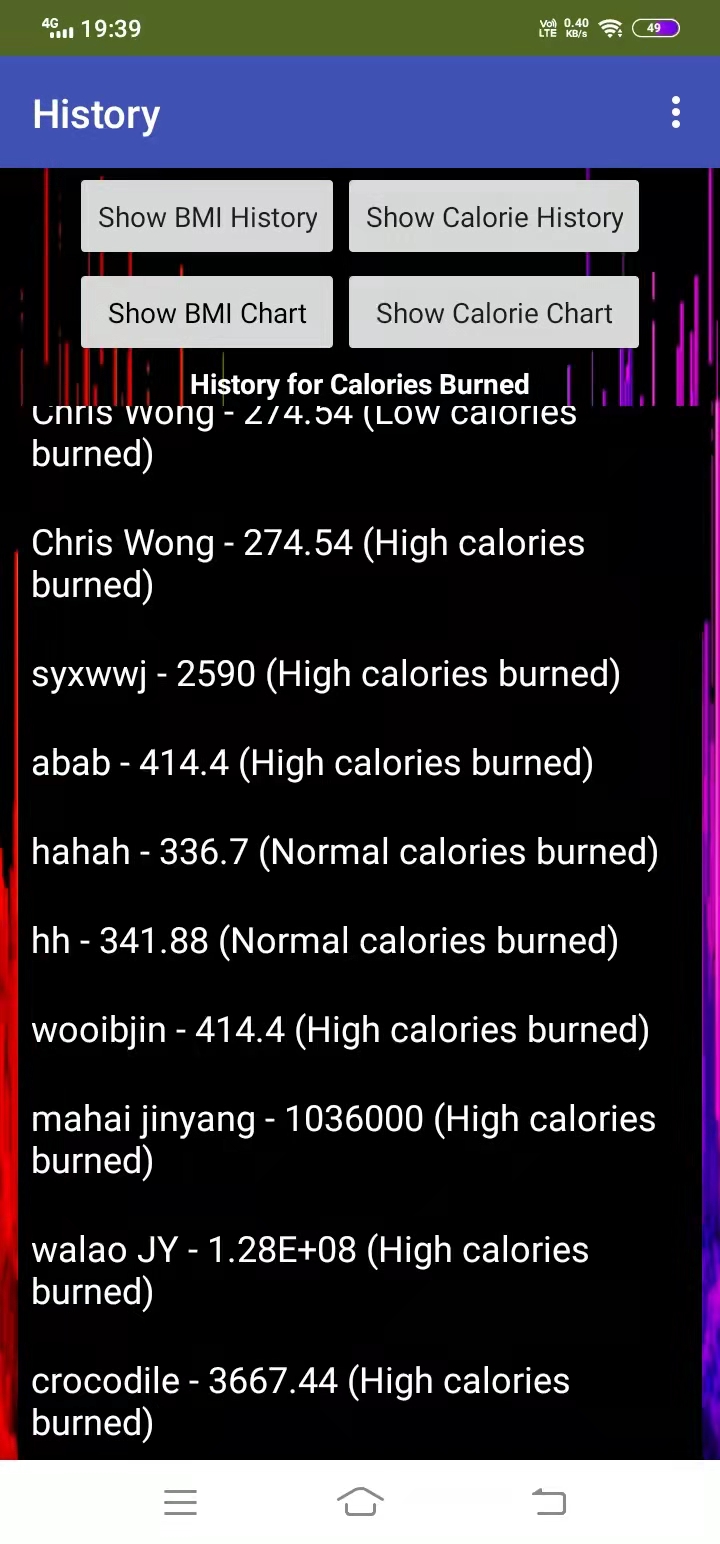 4G 19:39 Vo) LTE 0.40 KB/s 49
History
Show BMI History Show Calorie History
Show BMI Chart Show Calorie Chart
History for Calories Burned
Chris Wong - 274.54 (Low calories
burned)
Chris Wong - 274.54 (High calories
burned)
syxwwj - 2590 (High calories burned)
abab - 414.4 (High calories burned)
hahah - 336.7 (Normal calories burned)
hh - 341.88 (Normal calories burned)
wooibjin - 414.4 (High calories burned)
mahai jinyang - 1036000 (High calories
burned)
walao JY - 1.28E+08 (High calories
burned)
crocodile - 3667.44 (High calories
burned)